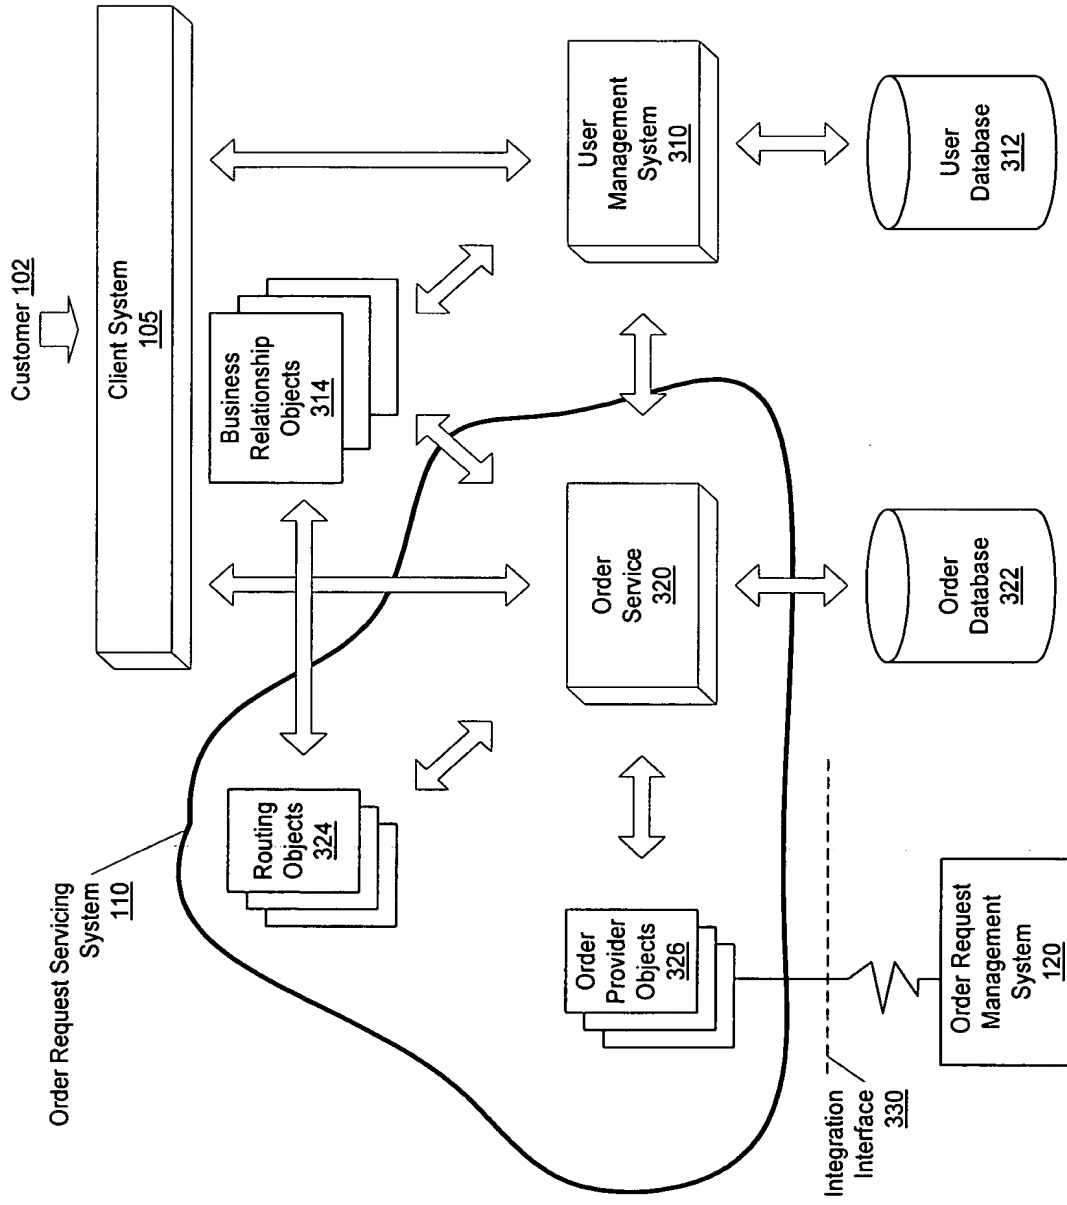 Customer 102
Client System
105
Business
Relationship
Objects
314
User
Management
System
310
User
Database
312
Order Request Servicing
System
110
Routing
Objects
324
Order
Service
320
Order
Database
322
Order
Provider
Objects
326
Integration
Interface
330
Order Request
Management
System
120